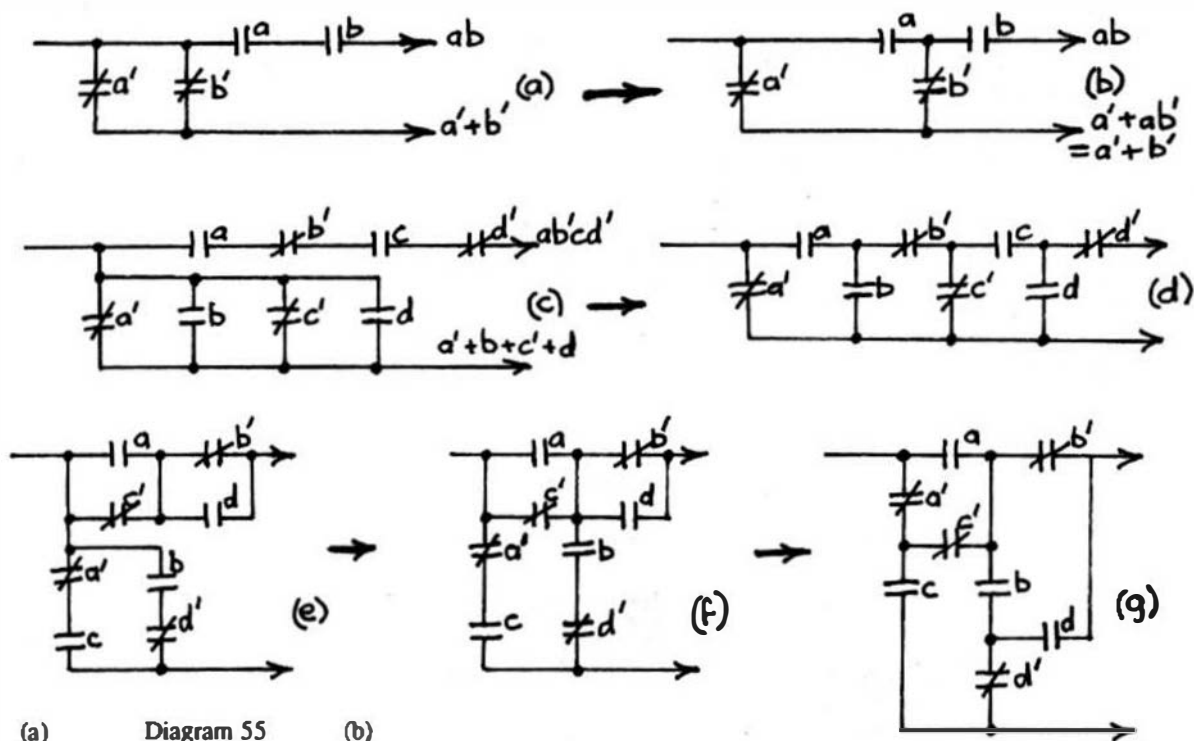 a b ab
a' b' (a)
a'+b'
a b ab
a' b' (b)
a'+ab'
=a'+b'
a b' c d' ab'cd'
a' b c' d (c)
a'+b+c'+d
a b' c d'
a' b c' d (d)
a b'
c' d
a' b
c d' (e)
a b'
c' d
a' b
c d' (f)
a b'
a' c'
c b (g)
d
d'
(a) Diagram 55 (b)